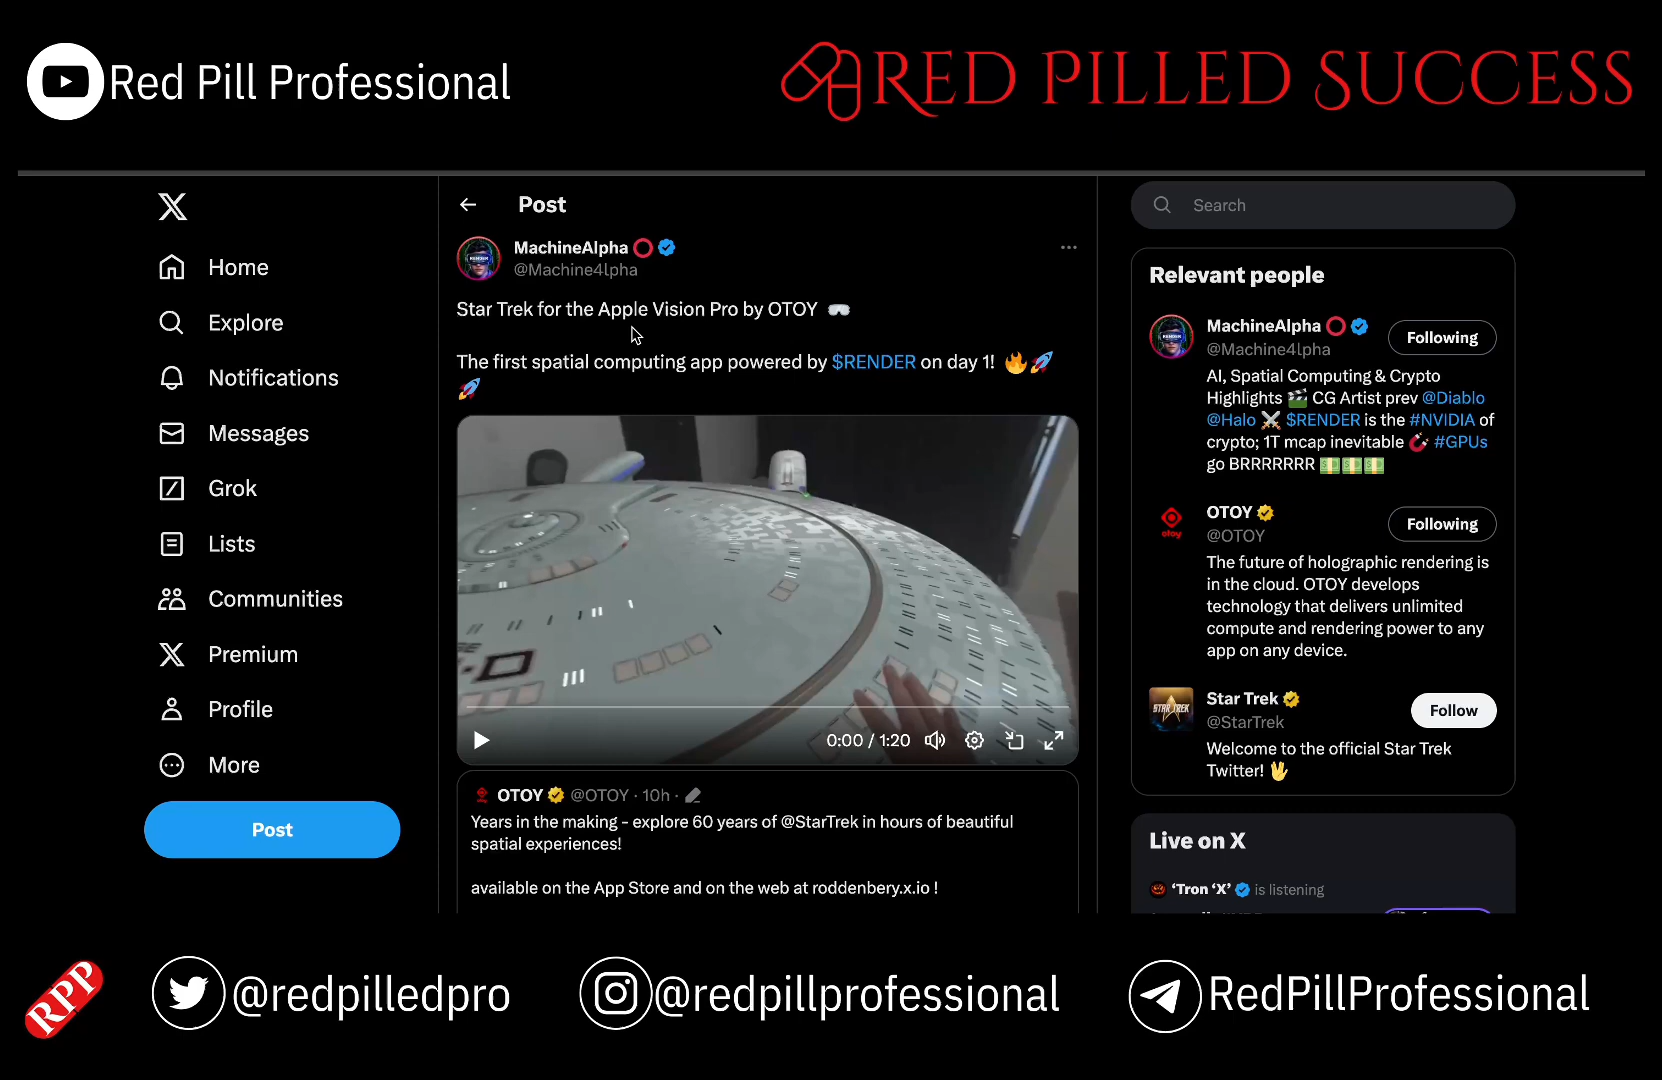 Red Pill Professional
RED PILLED SUCCESS
Home
Explore
Notifications
Messages
Grok
Lists
Communities
Premium
Profile
More
Post
Post
MachineAlpha
@Machine4lpha
Star Trek for the Apple Vision Pro by OTOY
The first spatial computing app powered by $RENDER on day 1! 🔥🚀
🚀
0:00 / 1:20
OTOY @OTOY · 10h ·
Years in the making - explore 60 years of @StarTrek in hours of beautiful
spatial experiences!
available on the App Store and on the web at roddenbery.x.io !
Search
Relevant people
MachineAlpha
@Machine4lpha
Following
AI, Spatial Computing & Crypto
Highlights 🎬 CG Artist prev @Diablo
@Halo ⚔️ $RENDER is the #NVIDIA of
crypto; 1T mcap inevitable 🧲 #GPUs
go BRRRRRRR 💵💵💵
OTOY
@OTOY
Following
otoy
The future of holographic rendering is
in the cloud. OTOY develops
technology that delivers unlimited
compute and rendering power to any
app on any device.
Star Trek
@StarTrek
Follow
STAR TREK
Welcome to the official Star Trek
Twitter! 🖖
Live on X
'Tron 'X' is listening
RPP
@redpilledpro
@redpillprofessional
RedPillProfessional